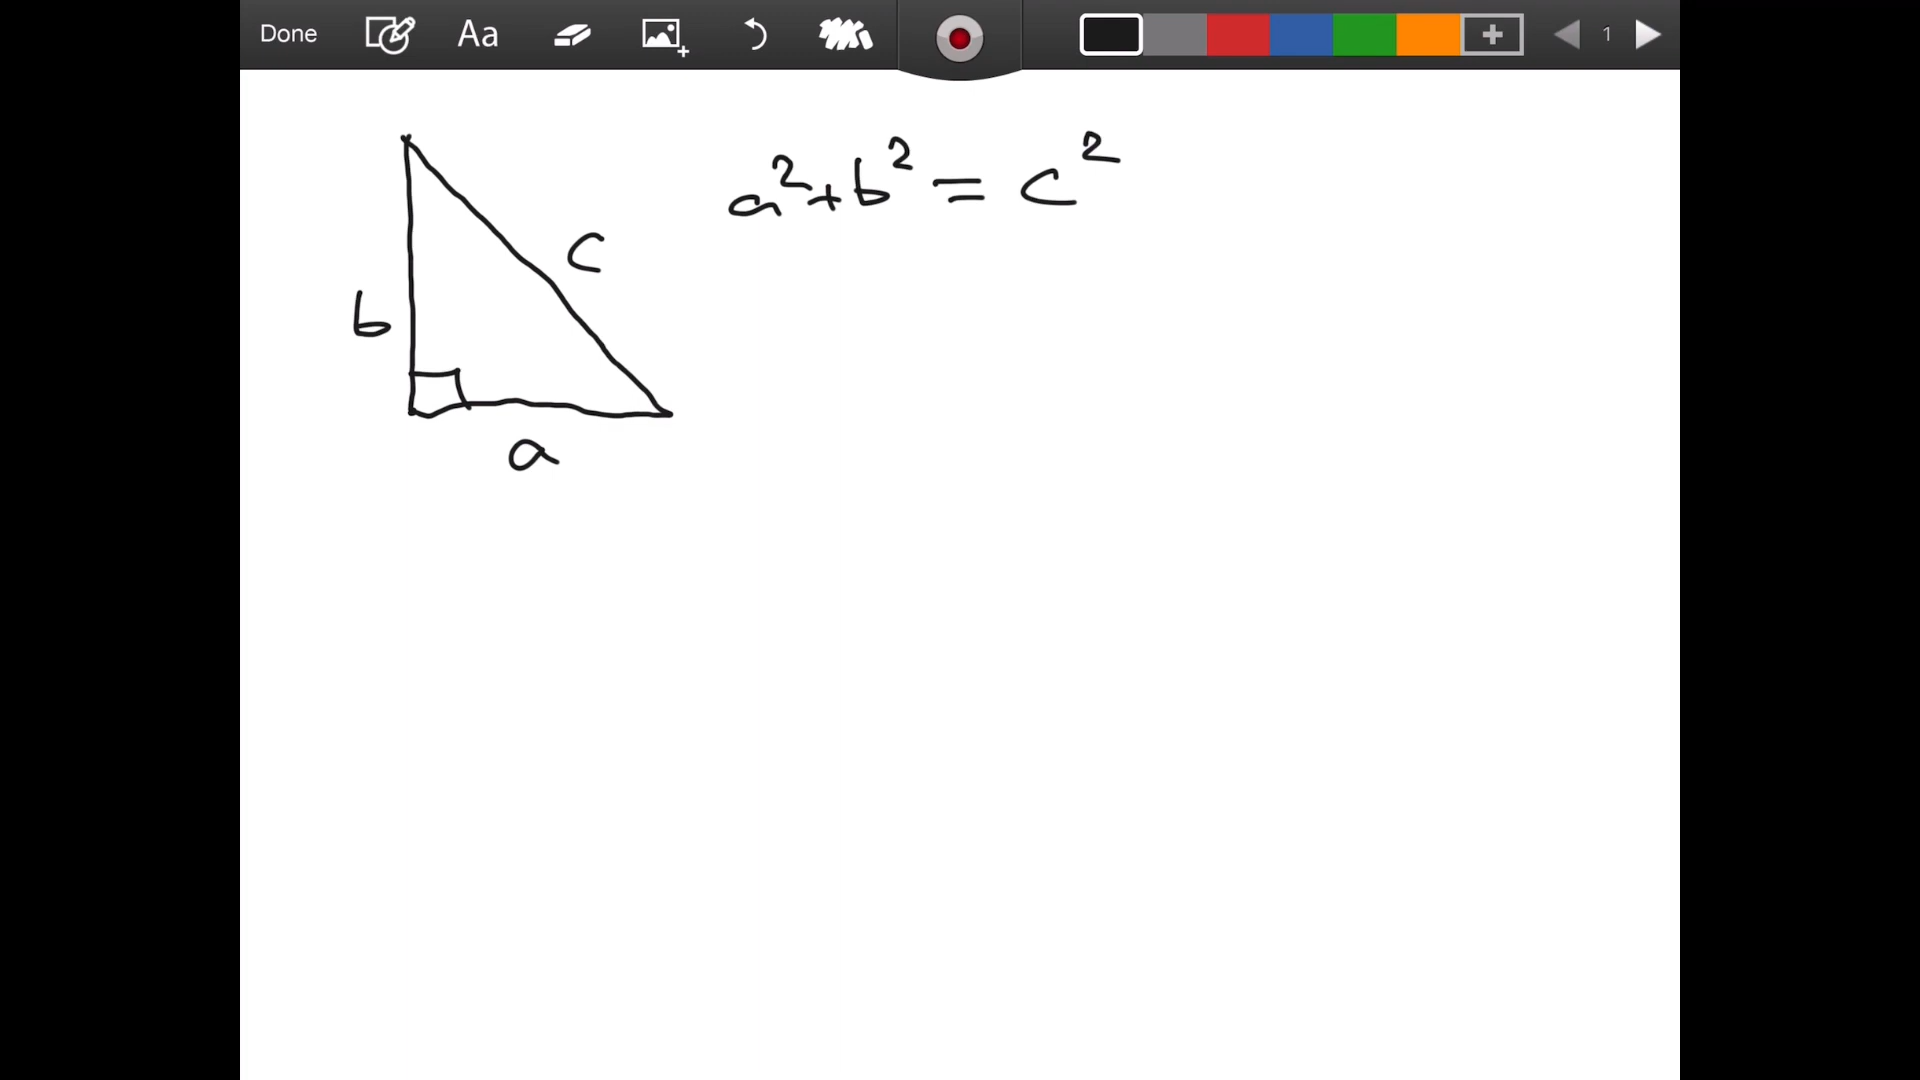 Done Aa 1
a²+b² = c²
c
b
a